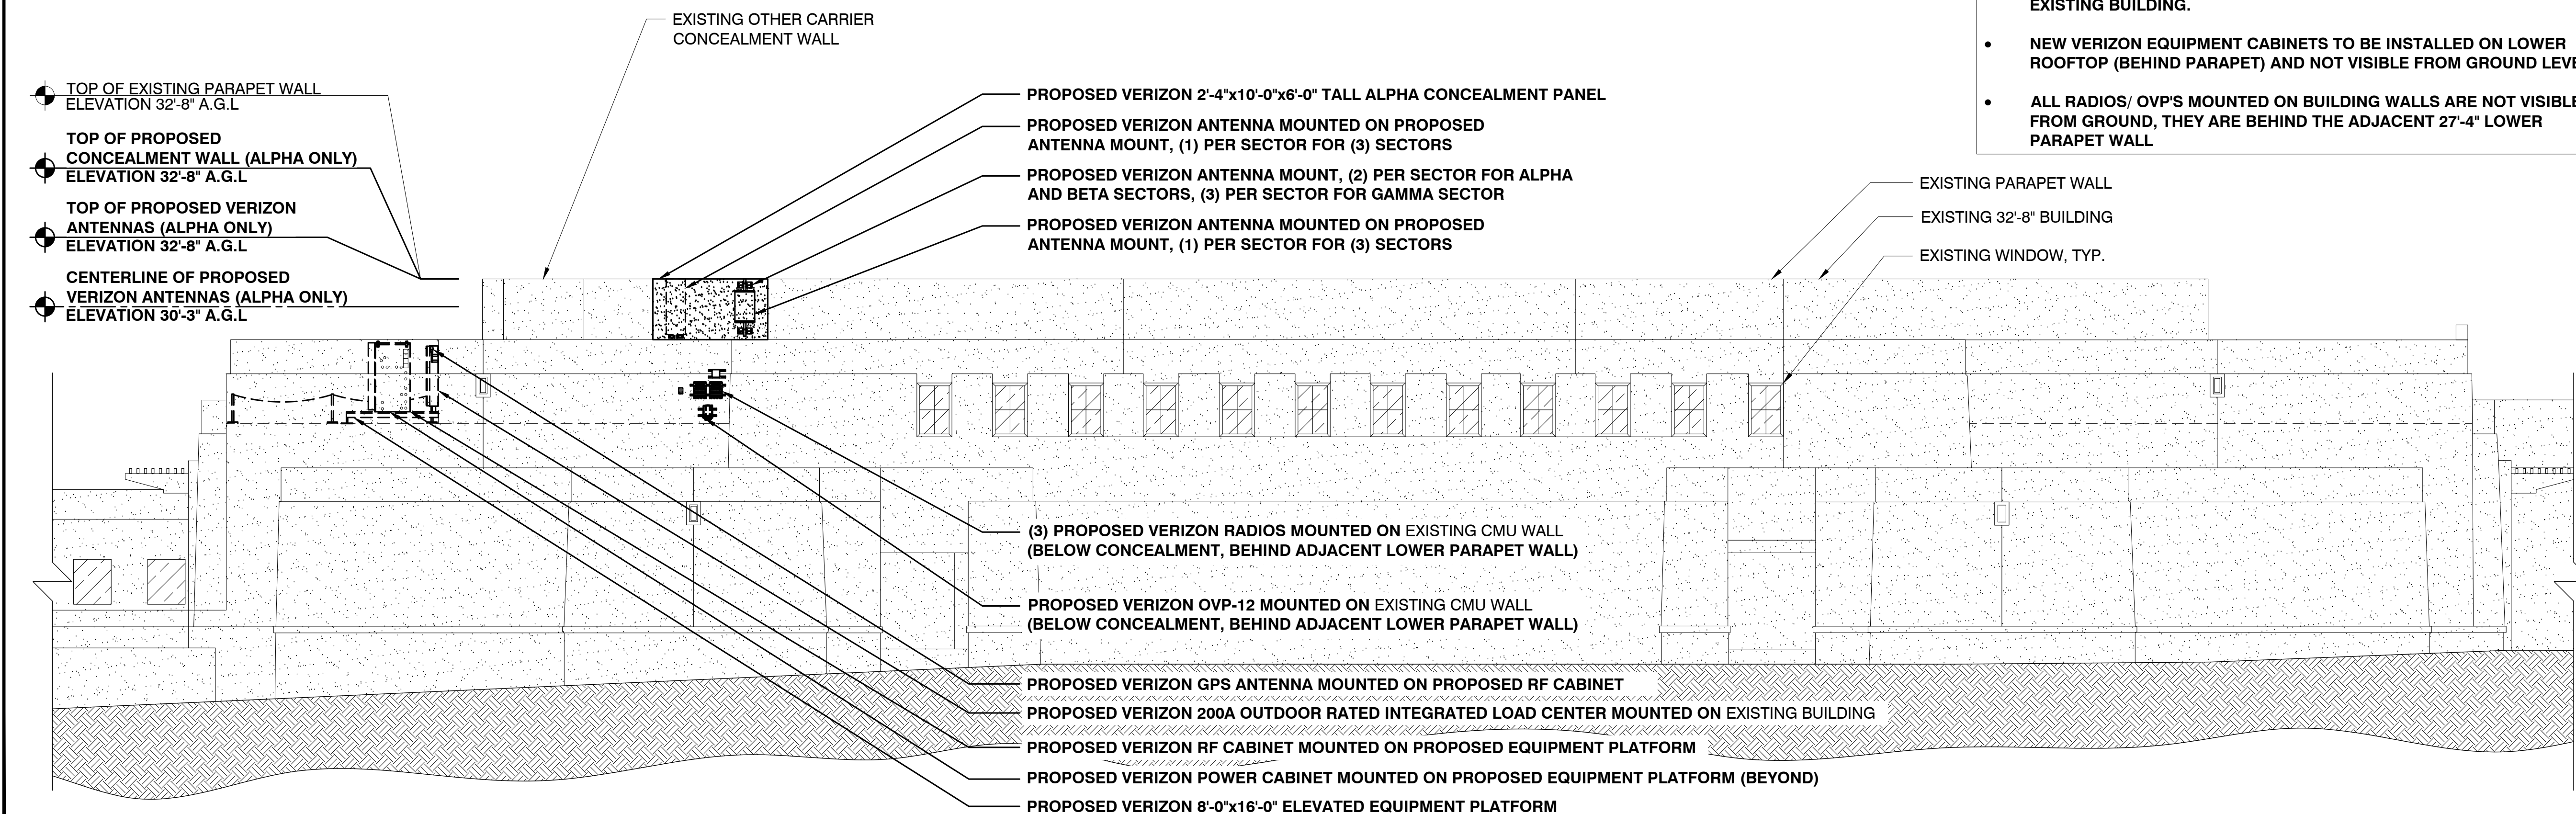 EXISTING OTHER CARRIER
CONCEALMENT WALL
TOP OF EXISTING PARAPET WALL
ELEVATION 32'-8" A.G.L
TOP OF PROPOSED
CONCEALMENT WALL (ALPHA ONLY)
ELEVATION 32'-8" A.G.L
TOP OF PROPOSED VERIZON
ANTENNAS (ALPHA ONLY)
ELEVATION 32'-8" A.G.L
CENTERLINE OF PROPOSED
VERIZON ANTENNAS (ALPHA ONLY)
ELEVATION 30'-3" A.G.L
PROPOSED VERIZON 2'-4"x10'-0"x6'-0" TALL ALPHA CONCEALMENT PANEL
PROPOSED VERIZON ANTENNA MOUNTED ON PROPOSED
ANTENNA MOUNT, (1) PER SECTOR FOR (3) SECTORS
PROPOSED VERIZON ANTENNA MOUNT, (2) PER SECTOR FOR ALPHA
AND BETA SECTORS, (3) PER SECTOR FOR GAMMA SECTOR
PROPOSED VERIZON ANTENNA MOUNTED ON PROPOSED
ANTENNA MOUNT, (1) PER SECTOR FOR (3) SECTORS
EXISTING BUILDING.
• NEW VERIZON EQUIPMENT CABINETS TO BE INSTALLED ON LOWER
ROOFTOP (BEHIND PARAPET) AND NOT VISIBLE FROM GROUND LEVE
• ALL RADIOS/ OVP'S MOUNTED ON BUILDING WALLS ARE NOT VISIBLE
FROM GROUND, THEY ARE BEHIND THE ADJACENT 27'-4" LOWER
PARAPET WALL
EXISTING PARAPET WALL
EXISTING 32'-8" BUILDING
EXISTING WINDOW, TYP.
(3) PROPOSED VERIZON RADIOS MOUNTED ON EXISTING CMU WALL
(BELOW CONCEALMENT, BEHIND ADJACENT LOWER PARAPET WALL)
PROPOSED VERIZON OVP-12 MOUNTED ON EXISTING CMU WALL
(BELOW CONCEALMENT, BEHIND ADJACENT LOWER PARAPET WALL)
PROPOSED VERIZON GPS ANTENNA MOUNTED ON PROPOSED RF CABINET
PROPOSED VERIZON 200A OUTDOOR RATED INTEGRATED LOAD CENTER MOUNTED ON EXISTING BUILDING
PROPOSED VERIZON RF CABINET MOUNTED ON PROPOSED EQUIPMENT PLATFORM
PROPOSED VERIZON POWER CABINET MOUNTED ON PROPOSED EQUIPMENT PLATFORM (BEYOND)
PROPOSED VERIZON 8'-0"x16'-0" ELEVATED EQUIPMENT PLATFORM